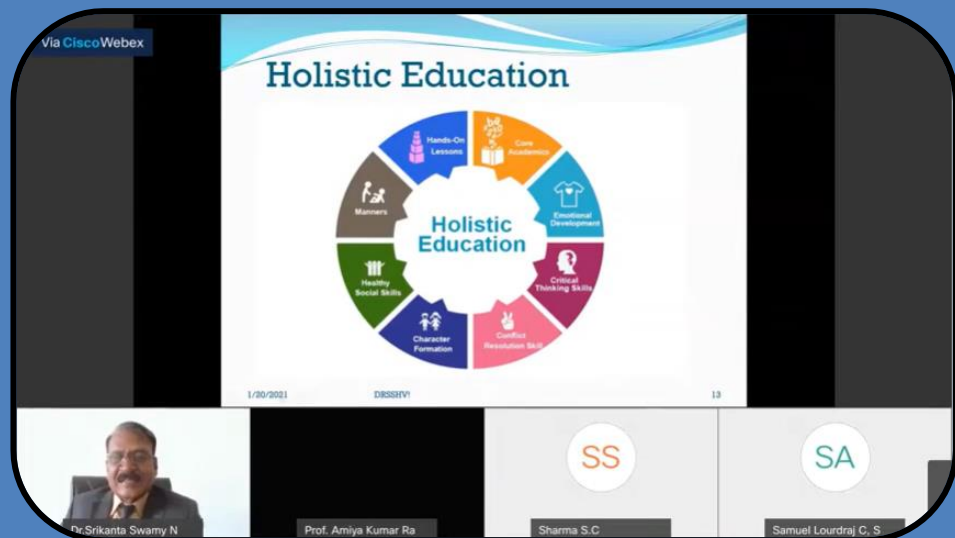 Via CiscoWebex
Holistic Education
Hands-On
Lessons
Core
Academics
Emotional
Development
Critical
Thinking Skills
Conflict
Resolution Skill
Character
Formation
Healthy
Social Skills
Manners
Holistic
Education
1/20/2021
DRSSHV!
13
SS
SA
Dr.Srikanta Swamy N
Prof. Amiya Kumar Ra
Sharma S.C
Samuel Lourdraj C, S